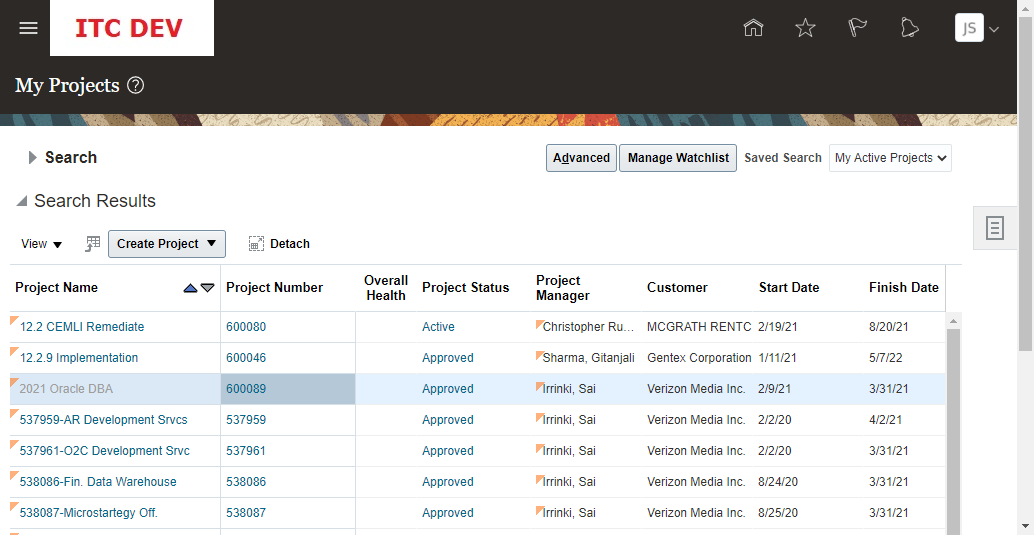 ITC DEV
JS
My Projects ?
Search
Advanced Manage Watchlist Saved Search My Active Projects
Search Results
View Create Project Detach
Project Name Project Number Overall Health Project Status Project Manager Customer Start Date Finish Date
12.2 CEMLI Remediate 600080 Active Christopher Ru... MCGRATH RENTC 2/19/21 8/20/21
12.2.9 Implementation 600046 Approved Sharma, Gitanjali Gentex Corporation 1/11/21 5/7/22
2021 Oracle DBA 600089 Approved Irrinki, Sai Verizon Media Inc. 2/9/21 3/31/21
537959-AR Development Srvcs 537959 Approved Irrinki, Sai Verizon Media Inc. 2/2/20 4/2/21
537961-O2C Development Srvc 537961 Approved Irrinki, Sai Verizon Media Inc. 2/2/20 3/31/21
538086-Fin. Data Warehouse 538086 Approved Irrinki, Sai Verizon Media Inc. 8/24/20 3/31/21
538087-Microstartegy Off. 538087 Approved Irrinki, Sai Verizon Media Inc. 8/25/20 3/31/21